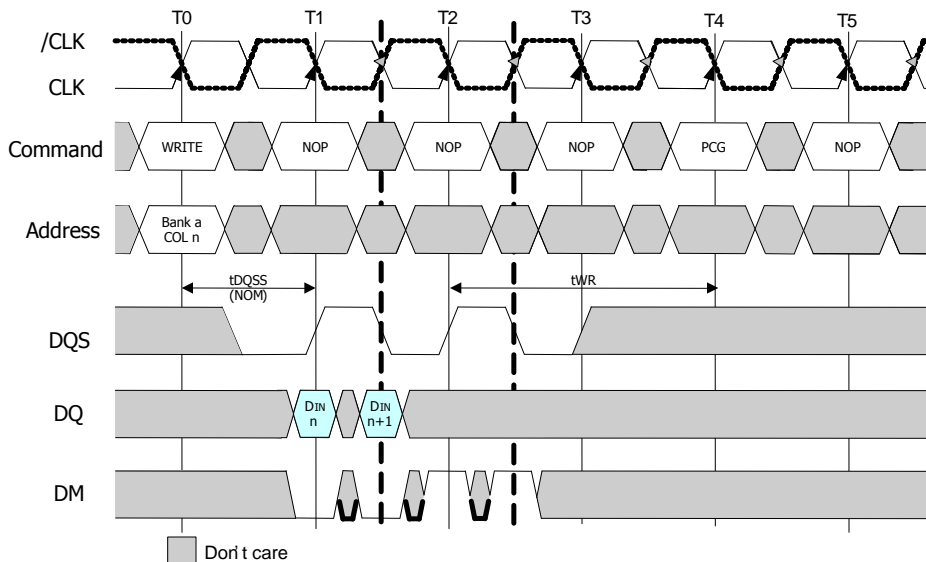 T0 T1 T2 T3 T4 T5
/CLK
CLK
Command WRITE NOP NOP NOP PCG NOP
Address Bank a
COL n
tDQSS
(NOM)
tWR
DQS
DQ DIN
n
DIN
n+1
DM
Don't care